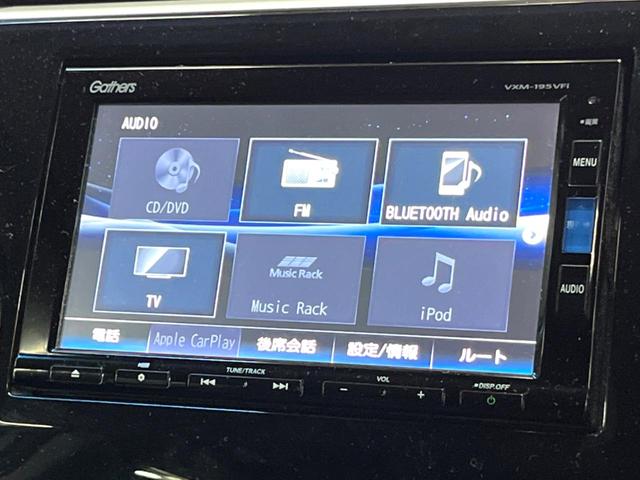 Gathers
VXM-195VFi
AUDIO
CD/DVD
FM
BLUETOOTH Audio
TV
Music Rack
Music Rack
iPod
電話
Apple CarPlay
後席会話
設定/情報
ルート
MENU
AUDIO
TUNE/TRACK
VOL
DISP.OFF